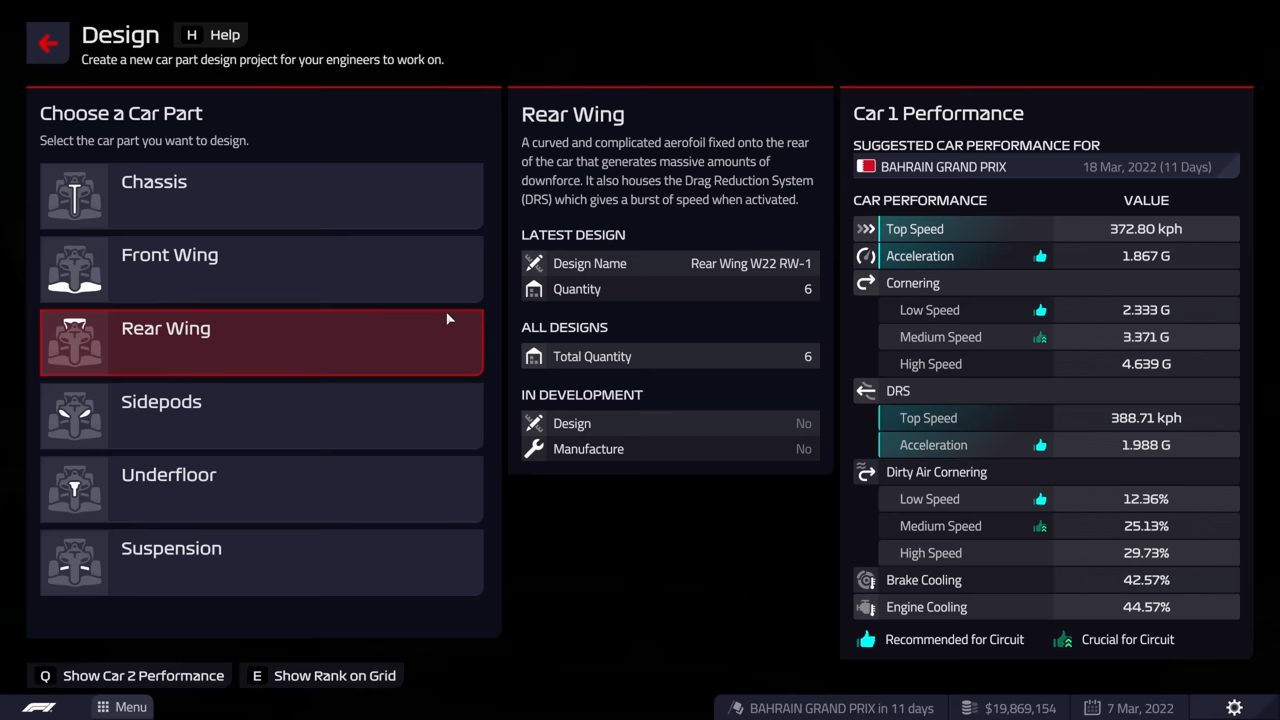 Design
H Help
Create a new car part design project for your engineers to work on.
Choose a Car Part
Select the car part you want to design.
Chassis
Front Wing
Rear Wing
Sidepods
Underfloor
Suspension
Rear Wing
A curved and complicated aerofoil fixed onto the rear
of the car that generates massive amounts of
downforce. It also houses the Drag Reduction System
(DRS) which gives a burst of speed when activated.
LATEST DESIGN
Design Name Rear Wing W22 RW-1
Quantity 6
ALL DESIGNS
Total Quantity 6
IN DEVELOPMENT
Design No
Manufacture No
Car 1 Performance
SUGGESTED CAR PERFORMANCE FOR
BAHRAIN GRAND PRIX 18 Mar, 2022 (11 Days)
CAR PERFORMANCE VALUE
Top Speed 372.80 kph
Acceleration 1.867 G
Cornering
Low Speed 2.333 G
Medium Speed 3.371 G
High Speed 4.639 G
DRS
Top Speed 388.71 kph
Acceleration 1.988 G
Dirty Air Cornering
Low Speed 12.36%
Medium Speed 25.13%
High Speed 29.73%
Brake Cooling 42.57%
Engine Cooling 44.57%
Recommended for Circuit Crucial for Circuit
Q Show Car 2 Performance E Show Rank on Grid
F1 Menu BAHRAIN GRAND PRIX in 11 days $19,869,154 7 Mar, 2022